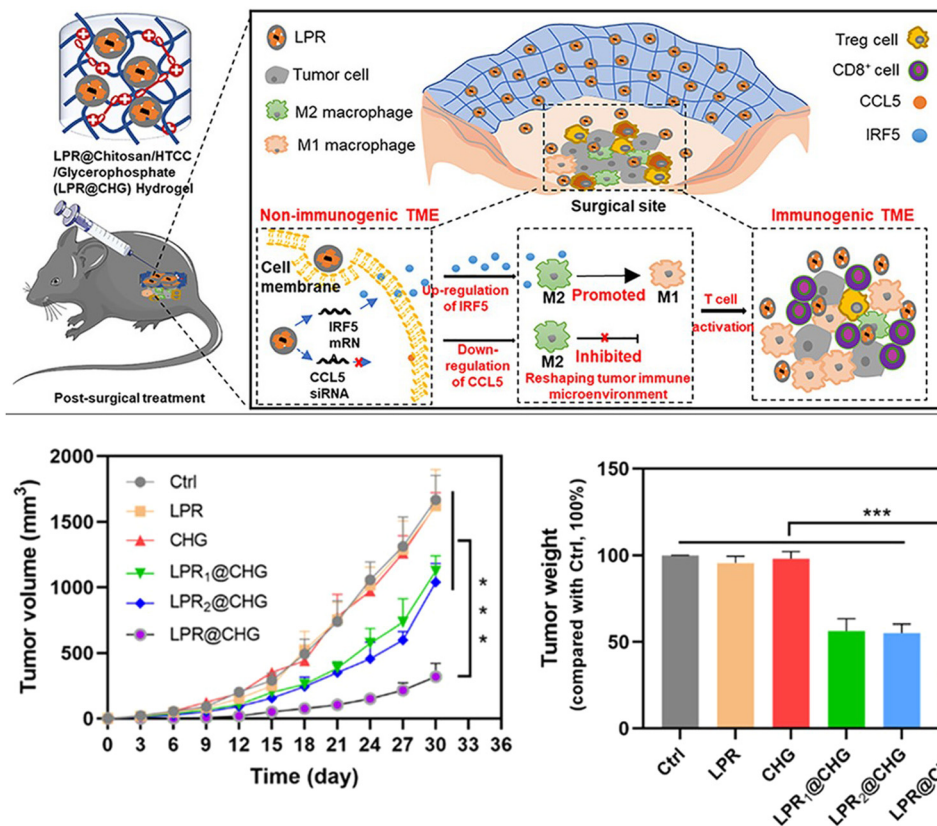 LPR@Chitosan/HTCC
/Glycerophosphate
(LPR@CHG) Hydrogel
Post-surgical treatment
LPR
Tumor cell
M2 macrophage
M1 macrophage
Treg cell
CD8⁺ cell
CCL5
IRF5
Surgical site
Non-immunogenic TME
Cell
membrane
IRF5
mRN
CCL5
siRNA
Up-regulation
of IRF5
Down-
regulation
of CCL5
M2
Promoted
M1
M2
Inhibited
Reshaping tumor immune
microenvironment
T cell
activation
Immunogenic TME
Tumor volume (mm³)
2000
1500
1000
500
0
Ctrl
LPR
CHG
LPR₁@CHG
LPR₂@CHG
LPR@CHG
***
0 3 6 9 12 15 18 21 24 27 30 33 36
Time (day)
Tumor weight
(compared with Ctrl, 100%)
150
100
50
0
***
Ctrl
LPR
CHG
LPR₁@CHG
LPR₂@CHG
LPR@C